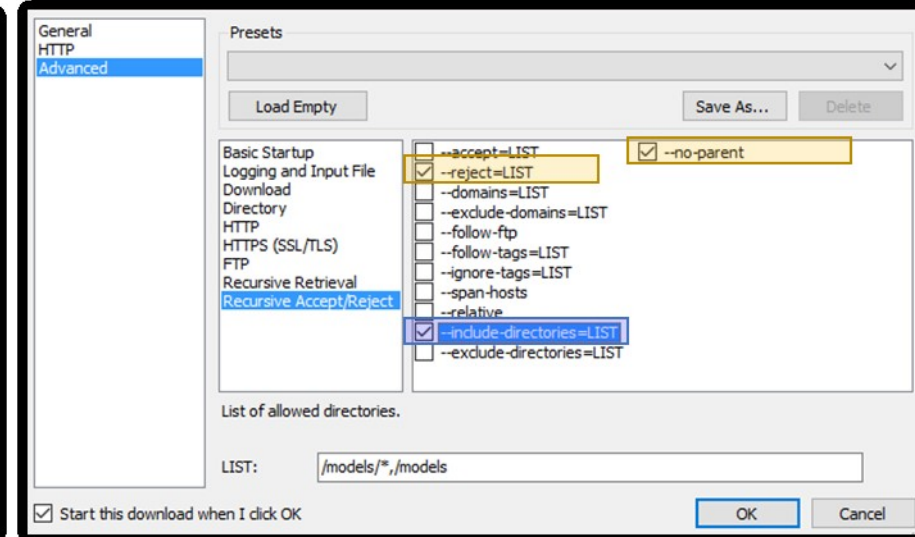 General
HTTP
Advanced
Presets
Load Empty
Save As...
Delete
Basic Startup
Logging and Input File
Download
Directory
HTTP
HTTPS (SSL/TLS)
FTP
Recursive Retrieval
Recursive Accept/Reject
--accept=LIST
--reject=LIST
--domains=LIST
--exclude-domains=LIST
--follow-ftp
--follow-tags=LIST
--ignore-tags=LIST
--span-hosts
--relative
--include-directories=LIST
--exclude-directories=LIST
--no-parent
List of allowed directories.
LIST: /models/*,/models
Start this download when I click OK
OK
Cancel